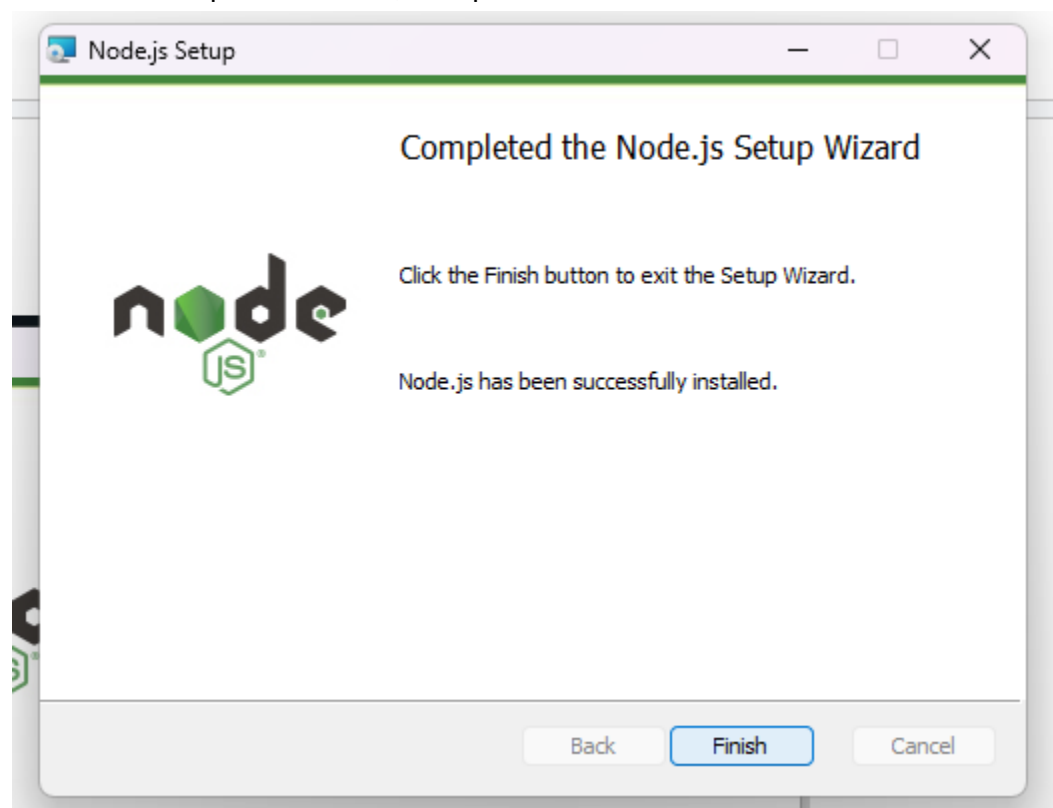 Node.js Setup
Completed the Node.js Setup Wizard
Click the Finish button to exit the Setup Wizard.
node
JS®
Node.js has been successfully installed.
Back Finish Cancel